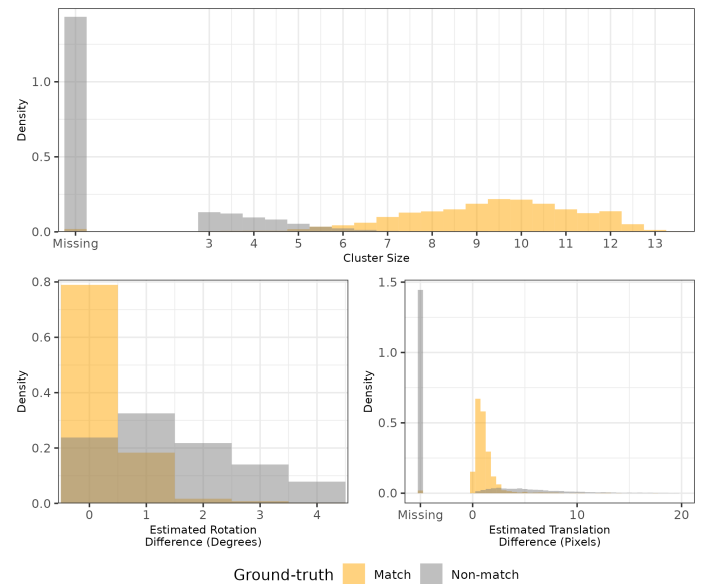 1.0
0.5
0.0
Density
Missing 3 4 5 6 7 8 9 10 11 12 13
Cluster Size
0.8
0.6
0.4
0.2
0.0
Density
0 1 2 3 4
Estimated Rotation
Difference (Degrees)
1.5
1.0
0.5
0.0
Density
Missing 0 10 20
Estimated Translation
Difference (Pixels)
Ground-truth Match Non-match